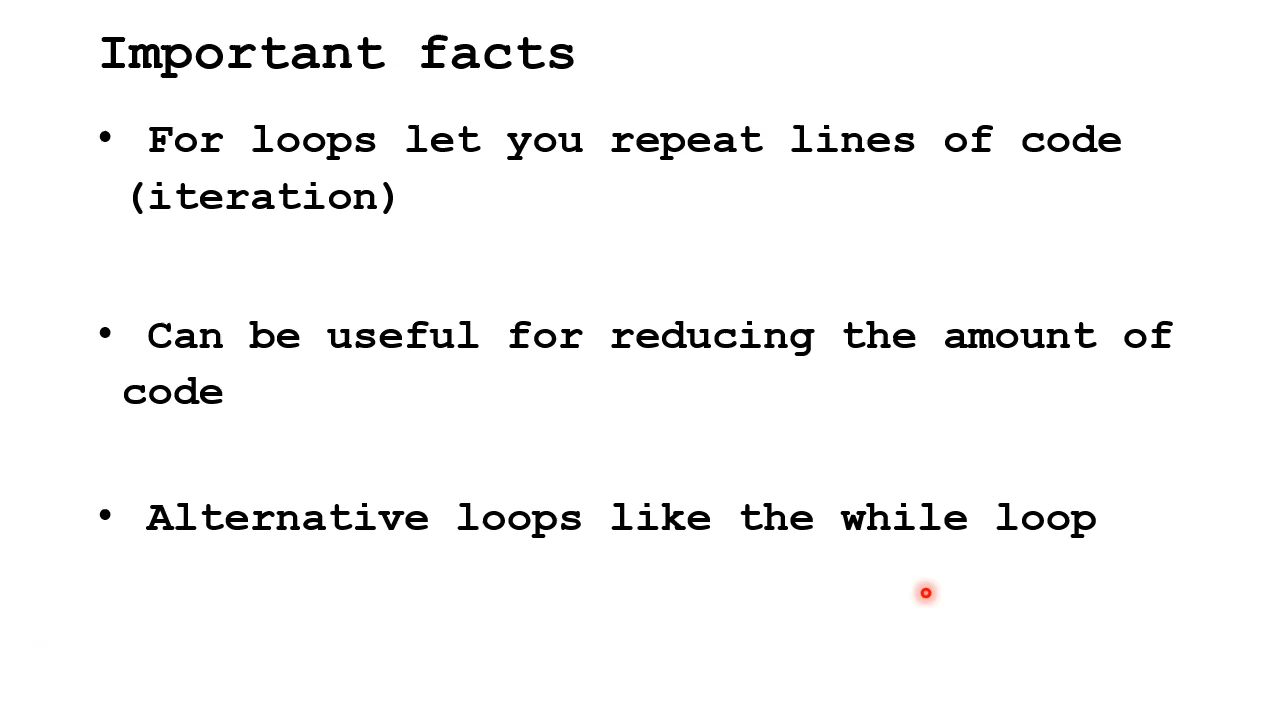 Important facts
• For loops let you repeat lines of code
(iteration)
• Can be useful for reducing the amount of
code
• Alternative loops like the while loop